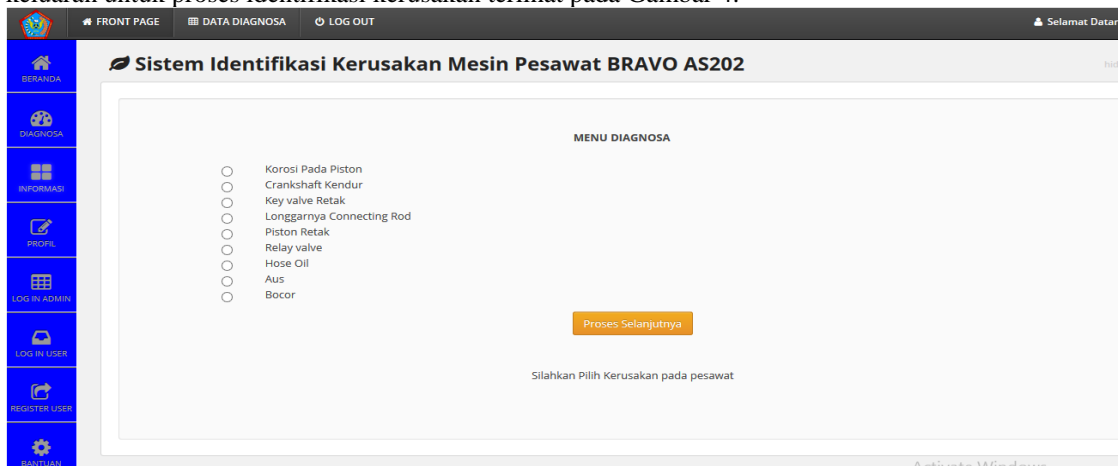 keluaran untuk proses identifikasi kerusakan terlihat pada Gambar 4.
FRONT PAGE DATA DIAGNOSA LOG OUT Selamat Datan
Sistem Identifikasi Kerusakan Mesin Pesawat BRAVO AS202
hid
BERANDA
DIAGNOSA
INFORMASI
PROFIL
LOG IN ADMIN
LOG IN USER
REGISTER USER
BANTUAN
MENU DIAGNOSA
Korosi Pada Piston
Crankshaft Kendur
Key valve Retak
Longgarnya Connecting Rod
Piston Retak
Relay valve
Hose Oil
Aus
Bocor
Proses Selanjutnya
Silahkan Pilih Kerusakan pada pesawat
Activate Windows